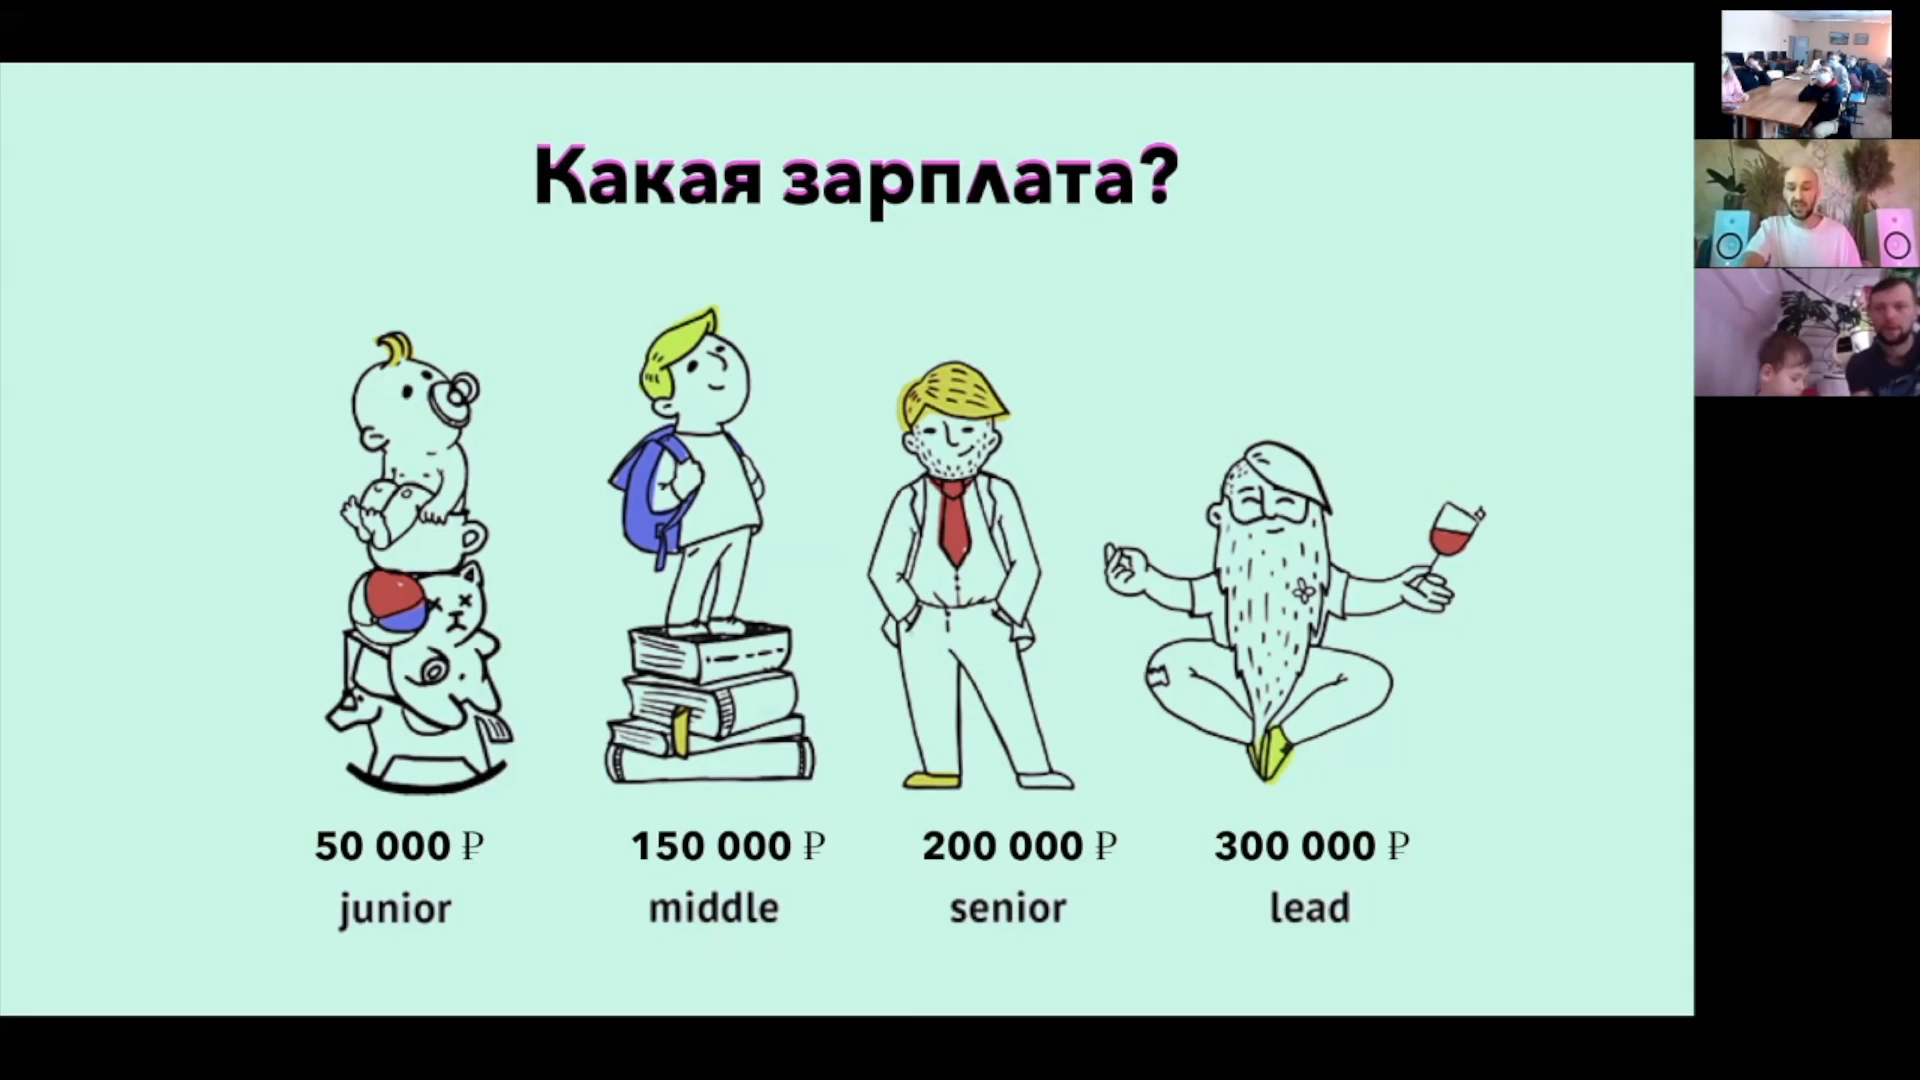 Какая зарплата?
50 000 ₽
150 000 ₽
200 000 ₽
300 000 ₽
junior
middle
senior
lead